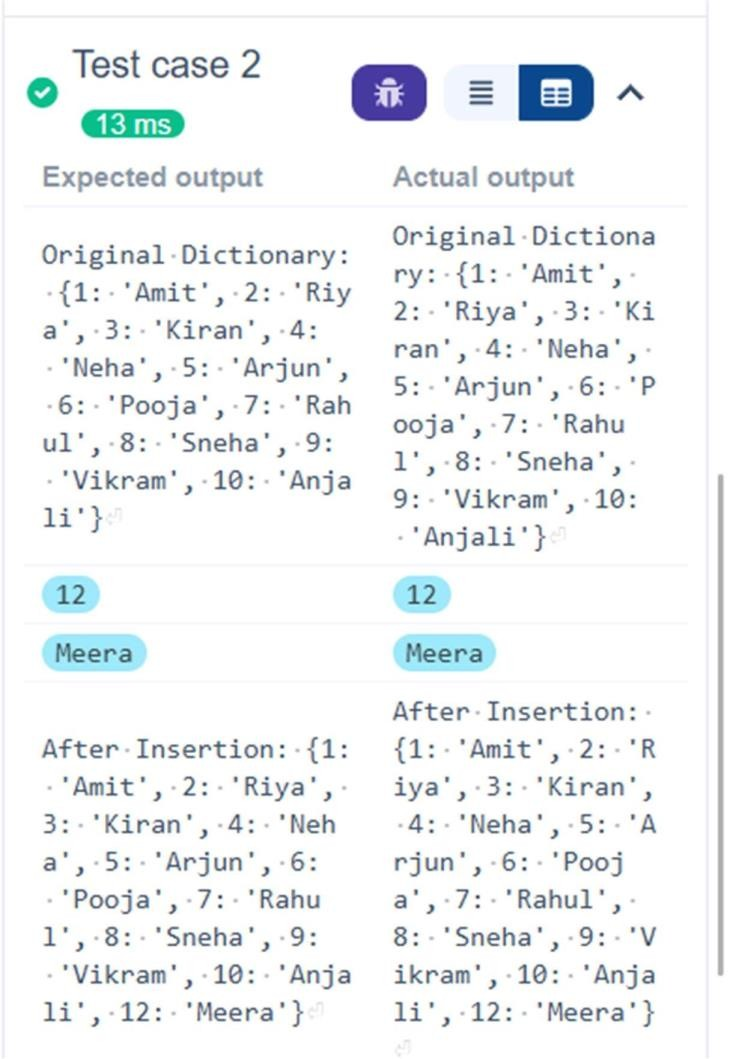 Test case 2
13 ms
Expected output
Actual output
Original·Dictionary:
·{1:·'Amit',·2:·'Riy
a',·3:·'Kiran',·4:
·'Neha',·5:·'Arjun',
·6:·'Pooja',·7:·'Rah
ul',·8:·'Sneha',·9:
·'Vikram',·10:·'Anja
li'}⏎
Original·Dictiona
ry:·{1:·'Amit',·
2:·'Riya',·3:·'Ki
ran',·4:·'Neha',·
5:·'Arjun',·6:·'P
ooja',·7:·'Rahu
l',·8:·'Sneha',·
9:·'Vikram',·10:
·'Anjali'}⏎
12
12
Meera
Meera
After·Insertion:·{1:
·'Amit',·2:·'Riya',·
3:·'Kiran',·4:·'Neh
a',·5:·'Arjun',·6:
·'Pooja',·7:·'Rahu
l',·8:·'Sneha',·9:
·'Vikram',·10:·'Anja
li',·12:·'Meera'}⏎
After·Insertion:·
{1:·'Amit',·2:·'R
iya',·3:·'Kiran',
·4:·'Neha',·5:·'A
rjun',·6:·'Pooj
a',·7:·'Rahul',·
8:·'Sneha',·9:·'V
ikram',·10:·'Anja
li',·12:·'Meera'}
⏎